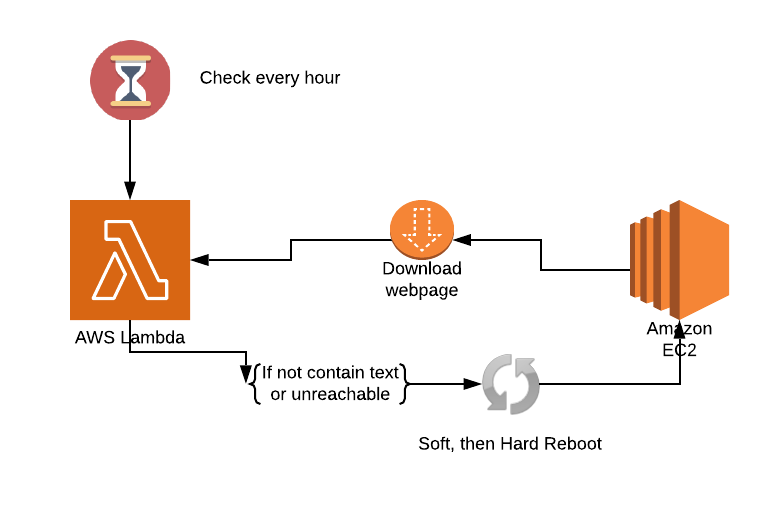 Check every hour
Download
webpage
AWS Lambda
Amazon
EC2
If not contain text
or unreachable
Soft, then Hard Reboot